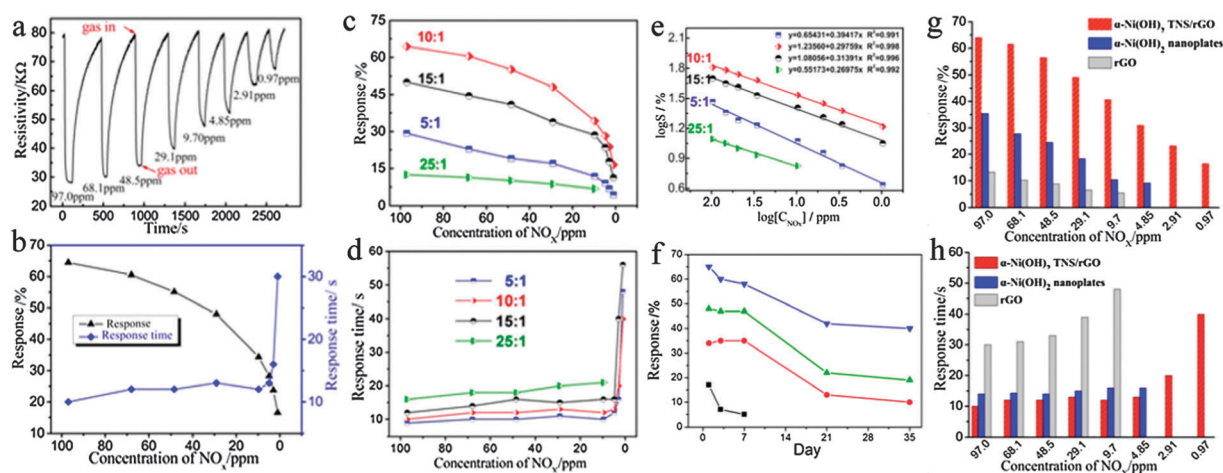 a
Resistivity/KΩ
80
70
60
50
40
30
20
gas in
gas out
97.0ppm
68.1ppm
48.5ppm
29.1ppm
9.70 ppm
4.85ppm
2.91ppm
0.97ppm
0 500 1000 1500 2000 2500
Time/s
b
Response /%
70
60
50
40
30
20
10
Response
Response time
Response time/ s
30
20
10
100 80 60 40 20 0
Concentration of NOx/ppm
c
Response /%
75
60
45
30
15
0
10:1
15:1
5:1
25:1
100 80 60 40 20 0
Concentration of NOx/ppm
d
Response time/ s
60
50
40
30
20
10
0
5:1
10:1
15:1
25:1
100 80 60 40 20 0
Concentration of NOx/ppm
e
logS / %
2.1
1.8
1.5
1.2
0.9
0.6
y=0.65431+0.39417x R²=0.991
y=1.23560+0.29759x R²=0.998
y=1.08056+0.31391x R²=0.996
y=0.55173+0.26975x R²=0.992
10:1
15:1
5:1
25:1
2.0 1.5 1.0 0.5 0.0
log[CNOx] / ppm
f
Response /%
80
70
60
50
40
30
20
10
0
0 7 14 21 28 35
Day
g
Response/%
80
70
60
50
40
30
20
10
0
α-Ni(OH)2 TNS/rGO
α-Ni(OH)2 nanoplates
rGO
97.0 68.1 48.5 29.1 9.7 4.85 2.91 0.97
Concentration of NOx/ppm
h
Response time/s
60
50
40
30
20
10
0
α-Ni(OH)2 TNS/rGO
α-Ni(OH)2 nanoplates
rGO
97.0 68.1 48.5 29.1 9.7 4.85 2.91 0.97
Concentration of NOx/ppm